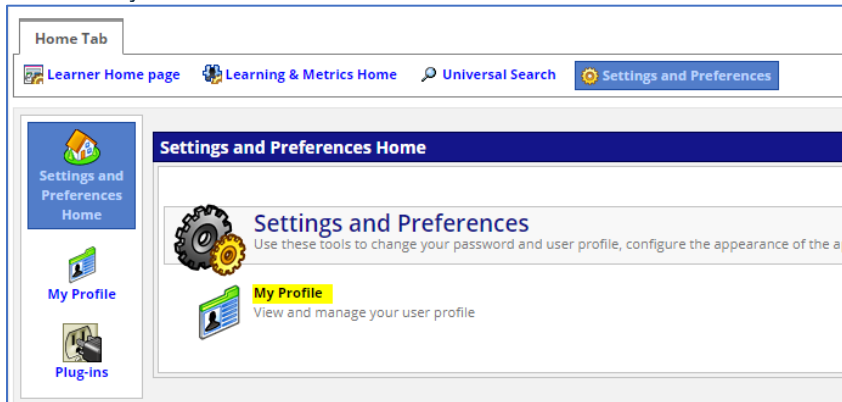 Home Tab
Learner Home page Learning & Metrics Home Universal Search Settings and Preferences
Settings and
Preferences
Home
My Profile
Plug-ins
Settings and Preferences Home
Settings and Preferences
Use these tools to change your password and user profile, configure the appearance of the
My Profile
View and manage your user profile